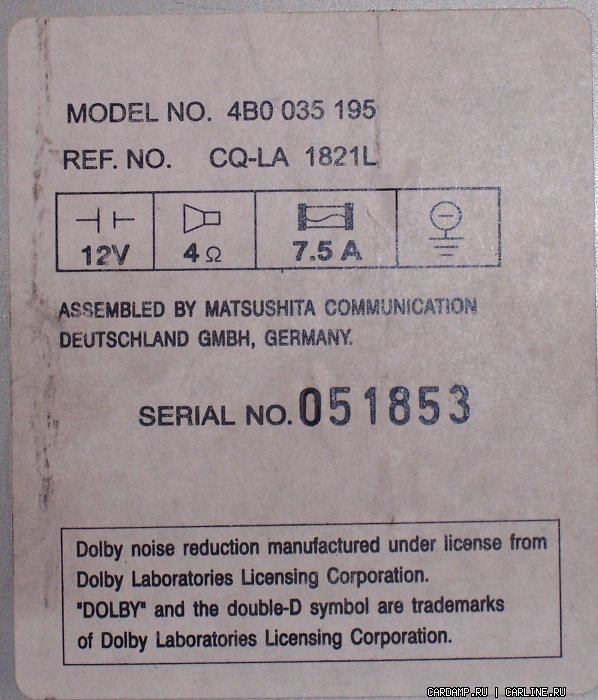 MODEL NO. 4B0 035 195
REF. NO. CQ-LA 1821L
12V 4Ω 7.5 A
ASSEMBLED BY MATSUSHITA COMMUNICATION
DEUTSCHLAND GMBH, GERMANY.
SERIAL NO. 051853
Dolby noise reduction manufactured under license from
Dolby Laboratories Licensing Corporation.
"DOLBY" and the double-D symbol are trademarks
of Dolby Laboratories Licensing Corporation.
CARDAMP.RU | CARLINE.RU